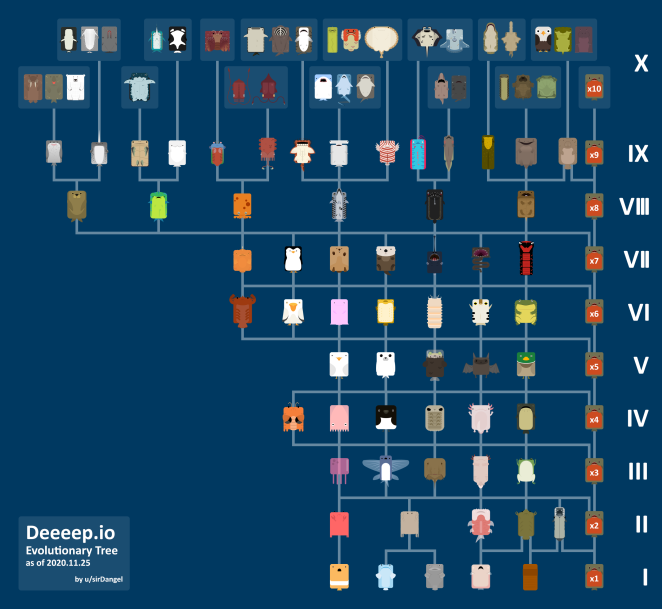 X
x10
x9
IX
x8
VIII
x7
VII
x6
VI
x5
V
x4
IV
x3
III
x2
II
x1
I
Deeeep.io
Evolutionary Tree
as of 2020.11.25
by u/sirDangel